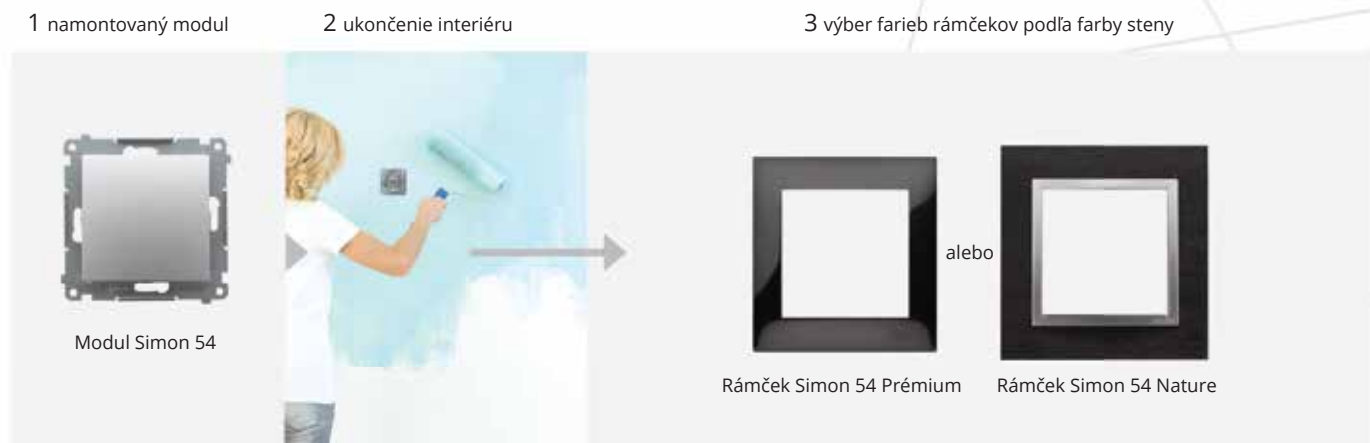 1 namontovaný modul
2 ukončenie interiéru
3 výber farieb rámčekov podľa farby steny
alebo
Modul Simon 54
Rámček Simon 54 Prémium
Rámček Simon 54 Nature